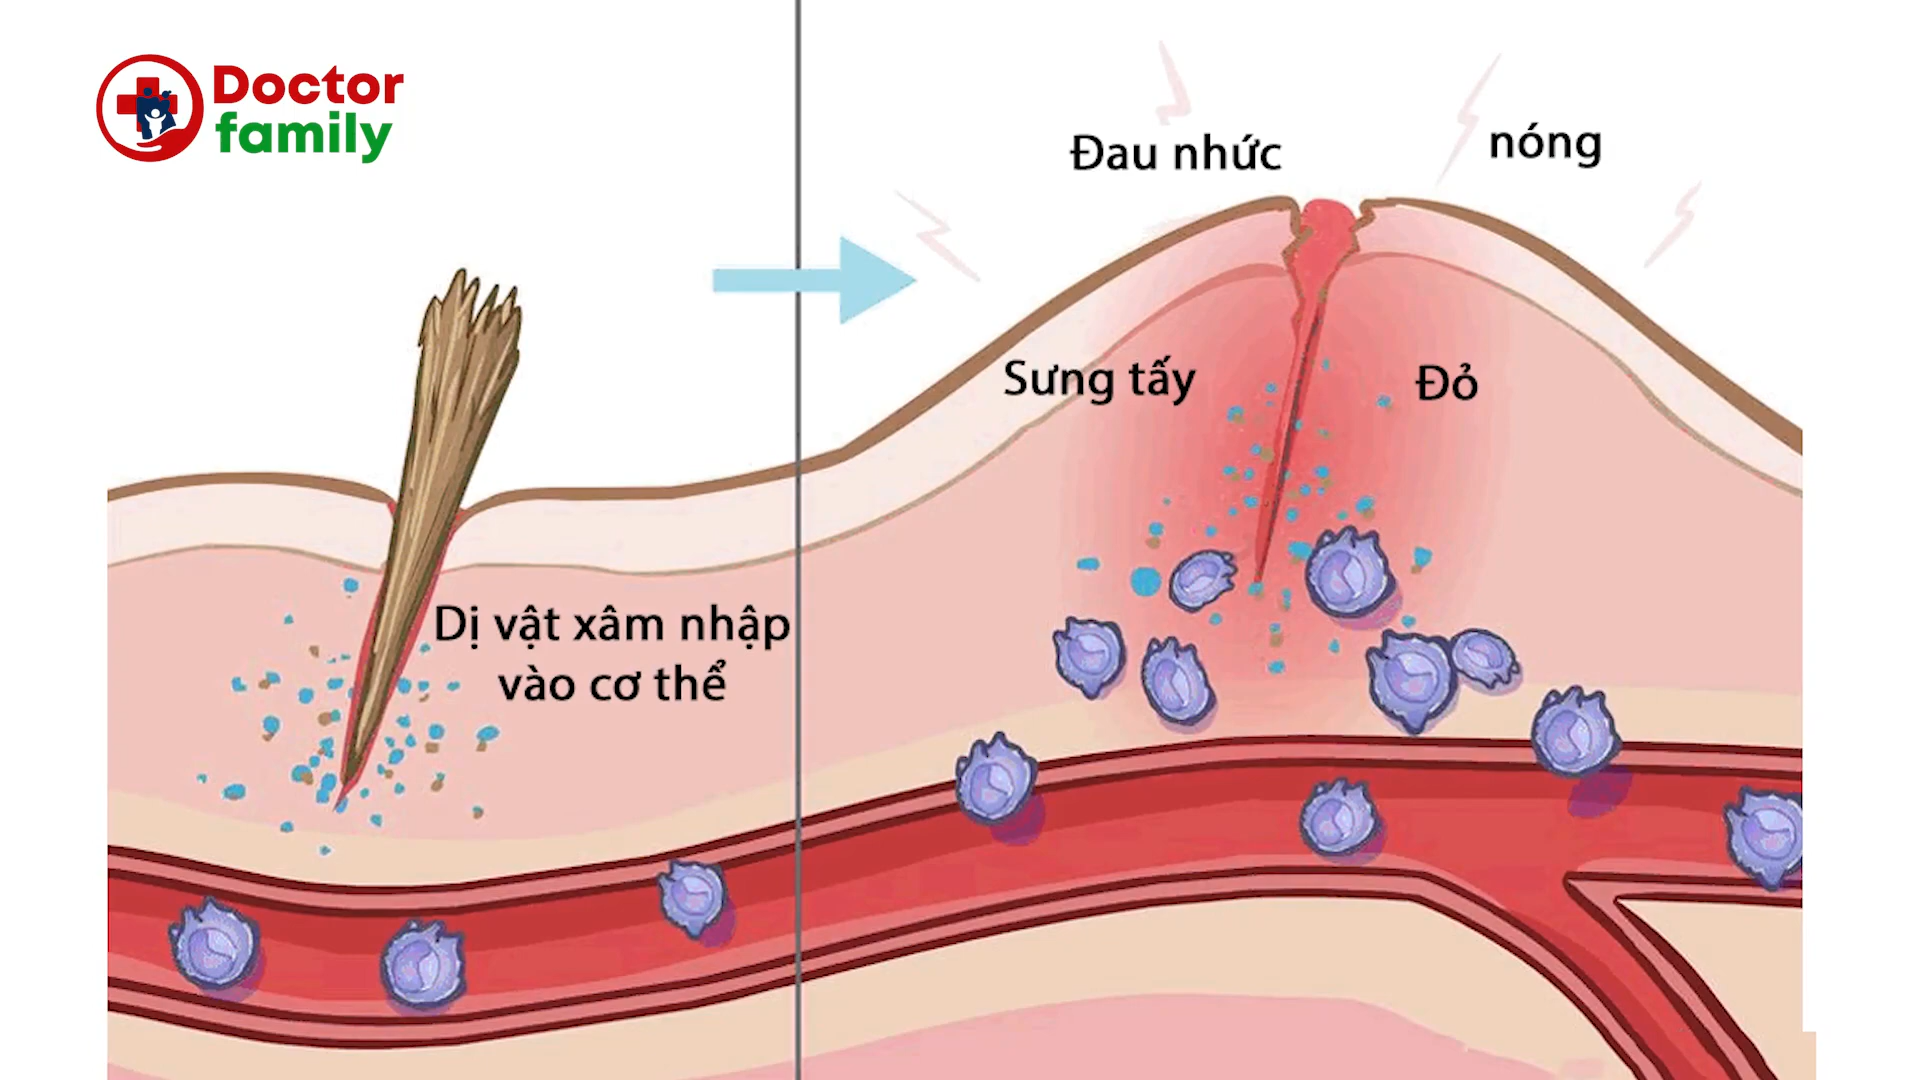 Doctor
family
Đau nhức
nóng
Sưng tấy
Đỏ
Dị vật xâm nhập
vào cơ thể